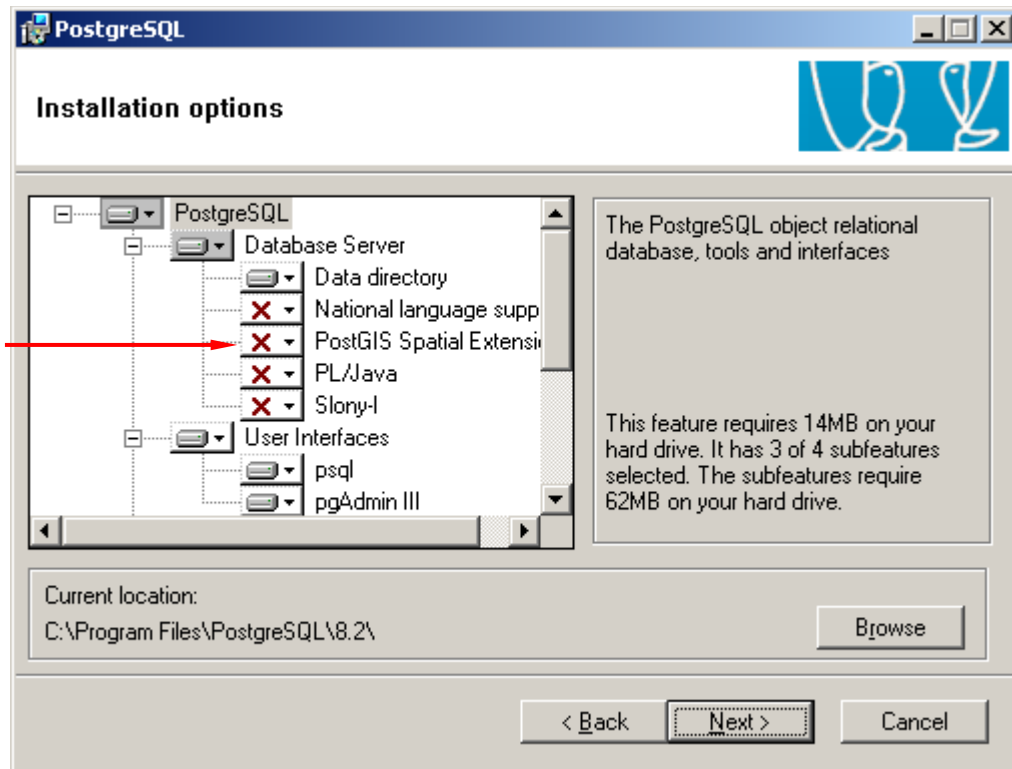 PostgreSQL
Installation options
PostgreSQL
Database Server
Data directory
National language supp
PostGIS Spatial Extensi
PL/Java
Slony-I
User Interfaces
psql
pgAdmin III
The PostgreSQL object relational
database, tools and interfaces
This feature requires 14MB on your
hard drive. It has 3 of 4 subfeatures
selected. The subfeatures require
62MB on your hard drive.
Current location:
C:\Program Files\PostgreSQL\8.2\
Browse
< Back
Next >
Cancel